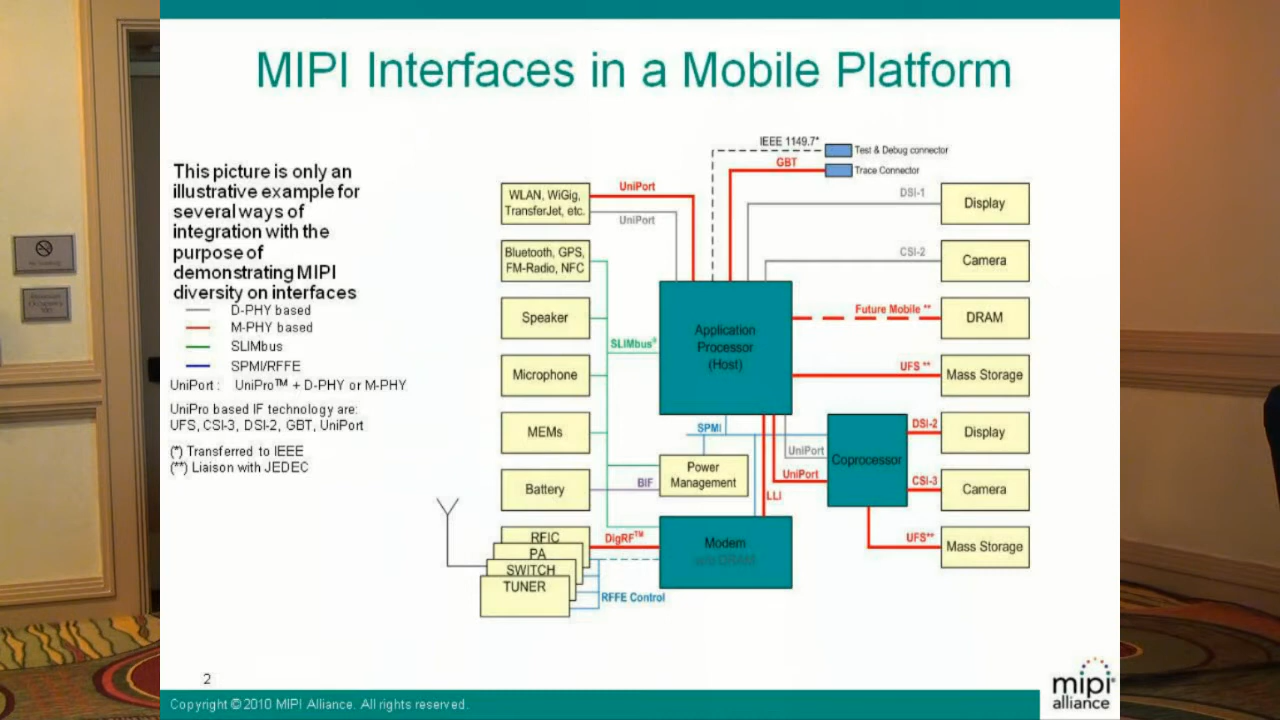 MIPI Interfaces in a Mobile Platform
This picture is only an
illustrative example for
several ways of
integration with the
purpose of
demonstrating MIPI
diversity on interfaces
D-PHY based
M-PHY based
SLIMbus
SPMI/RFFE
UniPort : UniPro™ + D-PHY or M-PHY
UniPro based IF technology are:
UFS, CSI-3, DSI-2, GBT, UniPort
(*) Transferred to IEEE
(**) Liaison with JEDEC
IEEE 1149.7*
Test & Debug connector
GBT
Trace Connector
WLAN, WiGig,
TransferJet, etc.
UniPort
UniPort
DSI-1
Display
Bluetooth, GPS,
FM-Radio, NFC
CSI-2
Camera
Speaker
SLIMbus®
Application
Processor
(Host)
Future Mobile **
DRAM
Microphone
UFS **
Mass Storage
MEMs
SPMI
UniPort
UniPort
Coprocessor
DSI-2
Display
Battery
BIF
Power
Management
LLI
CSI-3
Camera
RFIC
PA
SWITCH
TUNER
DigRF™
Modem
w/o DRAM
UFS**
Mass Storage
RFFE Control
2
Copyright © 2010 MIPI Alliance. All rights reserved.
mipi®
alliance